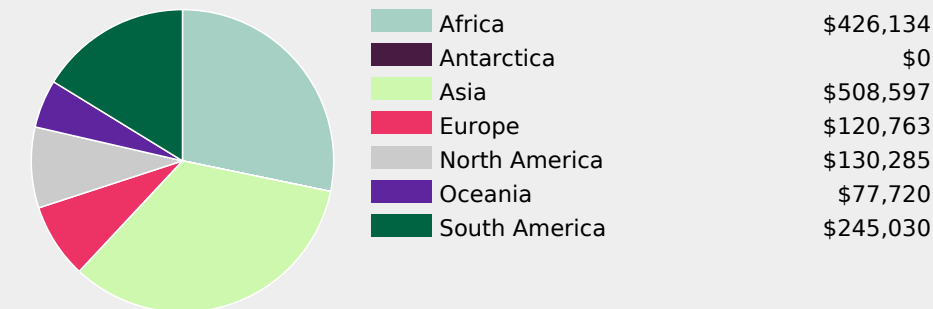 Africa $426,134
Antarctica $0
Asia $508,597
Europe $120,763
North America $130,285
Oceania $77,720
South America $245,030